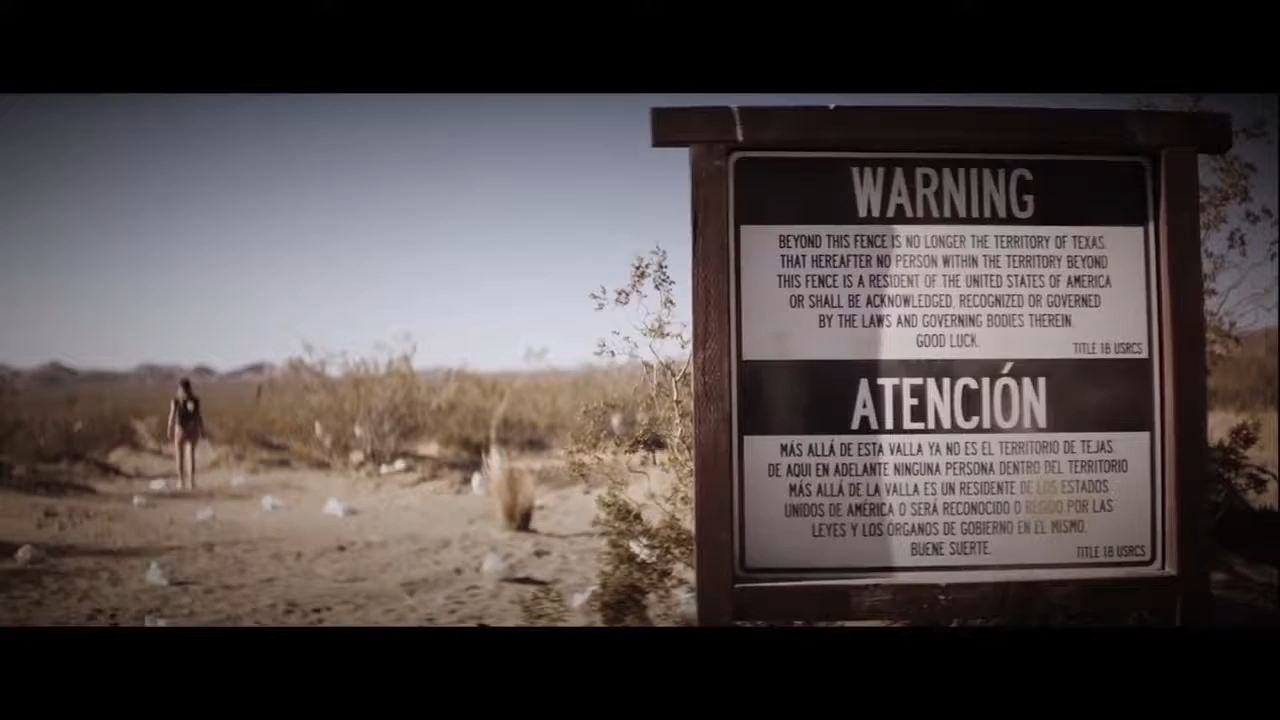 WARNING
BEYOND THIS FENCE IS NO LONGER THE TERRITORY OF TEXAS.
THAT HEREAFTER NO PERSON WITHIN THE TERRITORY BEYOND
THIS FENCE IS A RESIDENT OF THE UNITED STATES OF AMERICA
OR SHALL BE ACKNOWLEDGED, RECOGNIZED OR GOVERNED
BY THE LAWS AND GOVERNING BODIES THEREIN.
GOOD LUCK.
TITLE 18 USRCS
ATENCIÓN
MÁS ALLÁ DE ESTA VALLA YA NO ES EL TERRITORIO DE TEJAS.
DE AQUI EN ADELANTE NINGUNA PERSONA DENTRO DEL TERRITORIO
MÁS ALLÁ DE LA VALLA ES UN RESIDENTE DE LOS ESTADOS
UNIDOS DE AMÉRICA O SERÁ RECONOCIDO O REGIDO POR LAS
LEYES Y LOS ÓRGANOS DE GOBIERNO EN EL MISMO.
BUENE SUERTE.
TITLE 18 USRCS